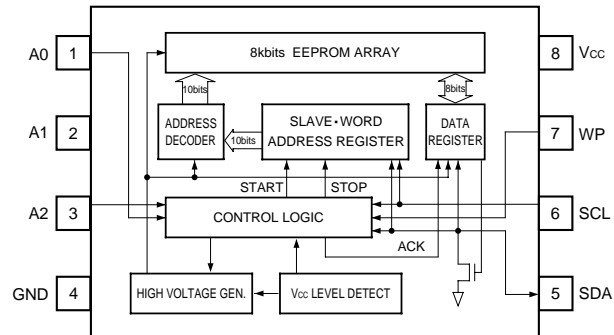 A0 1
8kbits EEPROM ARRAY
8 Vcc
10bits
8bits
A1 2
ADDRESS
DECODER
10bits
SLAVE・WORD
ADDRESS REGISTER
DATA
REGISTER
7 WP
START STOP
A2 3
CONTROL LOGIC
6 SCL
ACK
GND 4
HIGH VOLTAGE GEN.
Vcc LEVEL DETECT
5 SDA